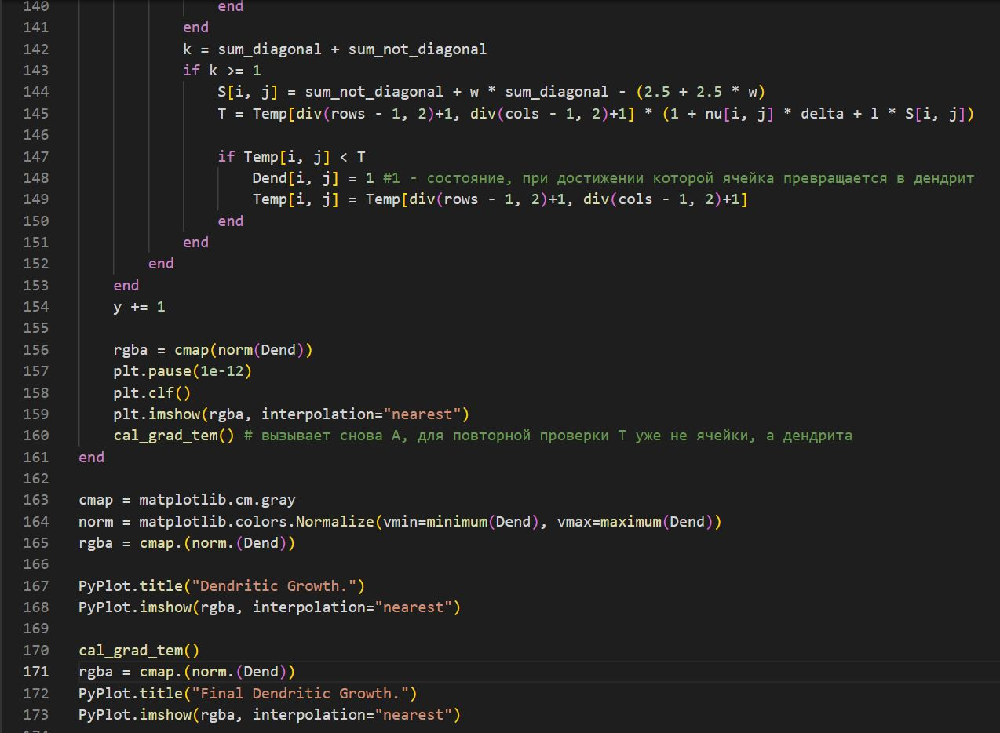 140 end
141 end
142 k = sum_diagonal + sum_not_diagonal
143 if k >= 1
144 S[i, j] = sum_not_diagonal + w * sum_diagonal - (2.5 + 2.5 * w)
145 T = Temp[div(rows - 1, 2)+1, div(cols - 1, 2)+1] * (1 + nu[i, j] * delta + l * S[i, j])
146
147 if Temp[i, j] < T
148 Dend[i, j] = 1 #1 - состояние, при достижении которой ячейка превращается в дендрит
149 Temp[i, j] = Temp[div(rows - 1, 2)+1, div(cols - 1, 2)+1]
150 end
151 end
152 end
153 end
154 y += 1
155
156 rgba = cmap(norm(Dend))
157 plt.pause(1e-12)
158 plt.clf()
159 plt.imshow(rgba, interpolation="nearest")
160 cal_grad_tem() # вызывает снова A, для повторной проверки T уже не ячейки, а дендрита
161 end
162
163 cmap = matplotlib.cm.gray
164 norm = matplotlib.colors.Normalize(vmin=minimum(Dend), vmax=maximum(Dend))
165 rgba = cmap.(norm.(Dend))
166
167 PyPlot.title("Dendritic Growth.")
168 PyPlot.imshow(rgba, interpolation="nearest")
169
170 cal_grad_tem()
171 rgba = cmap.(norm.(Dend))
172 PyPlot.title("Final Dendritic Growth.")
173 PyPlot.imshow(rgba, interpolation="nearest")